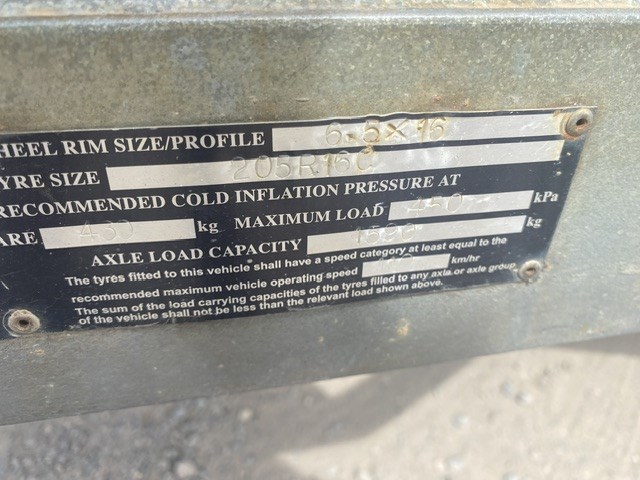 HEEL RIM SIZE/PROFILE 6.5X16
YRE SIZE 205R16C
RECOMMENDED COLD INFLATION PRESSURE AT
MAXIMUM LOAD kPa
ARE 430 kg
AXLE LOAD CAPACITY kg
The tyres fitted to this vehicle shall have a speed category at least equal to the
recommended maximum vehicle operating speed km/hr
The sum of the load carrying capacities of the tyres filled to any axle or axle group
of the vehicle shall not be less than the relevant load shown above.